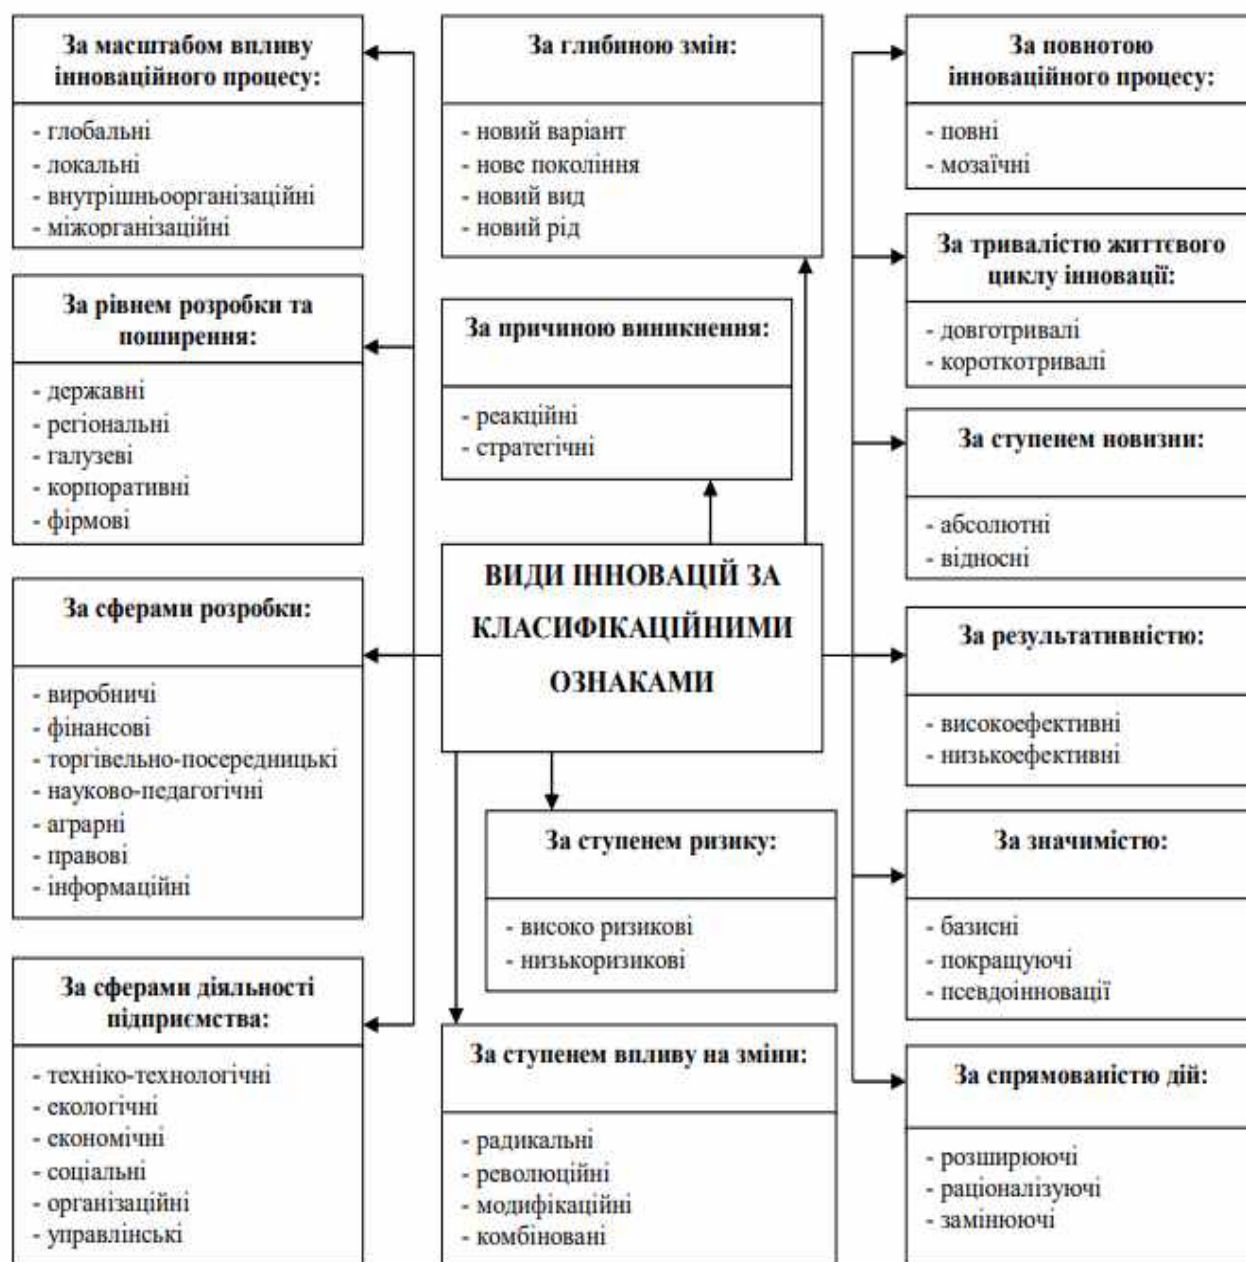 За масштабом впливу
інноваційного процесу:
- глобальні
- локальні
- внутрішньоорганізаційні
- міжорганізаційні
За рівнем розробки та
поширення:
- державні
- регіональні
- галузеві
- корпоративні
- фірмові
За сферами розробки:
- виробничі
- фінансові
- торгівельно-посередницькі
- науково-педагогічні
- аграрні
- правові
- інформаційні
За сферами діяльності
підприємства:
- техніко-технологічні
- екологічні
- економічні
- соціальні
- організаційні
- управлінські
За глибиною змін:
- новий варіант
- нове покоління
- новий вид
- новий рід
За причиною виникнення:
- реакційні
- стратегічні
ВИДИ ІННОВАЦІЙ ЗА
КЛАСИФІКАЦІЙНИМИ
ОЗНАКАМИ
За ступенем ризику:
- високо ризикові
- низькоризикові
За ступенем впливу на зміни:
- радикальні
- революційні
- модифікаційні
- комбіновані
За повнотою
інноваційного процесу:
- повні
- мозаїчні
За тривалістю життєвого
циклу інновації:
- довготривалі
- короткотривалі
За ступенем новизни:
- абсолютні
- відносні
За результативністю:
- високоефективні
- низькоефективні
За значимістю:
- базисні
- покращуючі
- псевдоінновації
За спрямованістю дій:
- розширюючі
- раціоналізуючі
- замінюючі